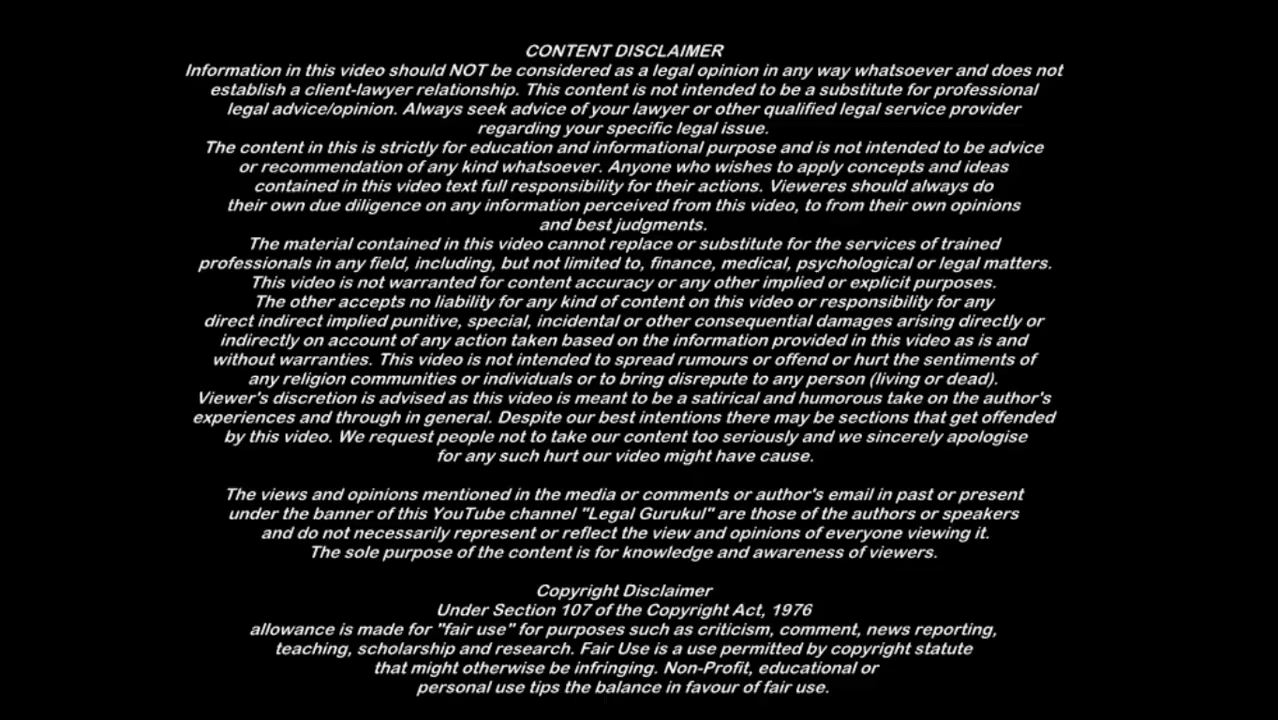 CONTENT DISCLAIMER
Information in this video should NOT be considered as a legal opinion in any way whatsoever and does not
establish a client-lawyer relationship. This content is not intended to be a substitute for professional
legal advice/opinion. Always seek advice of your lawyer or other qualified legal service provider
regarding your specific legal issue.
The content in this is strictly for education and informational purpose and is not intended to be advice
or recommendation of any kind whatsoever. Anyone who wishes to apply concepts and ideas
contained in this video text full responsibility for their actions. Vieweres should always do
their own due diligence on any information perceived from this video, to from their own opinions
and best judgments.
The material contained in this video cannot replace or substitute for the services of trained
professionals in any field, including, but not limited to, finance, medical, psychological or legal matters.
This video is not warranted for content accuracy or any other implied or explicit purposes.
The other accepts no liability for any kind of content on this video or responsibility for any
direct indirect implied punitive, special, incidental or other consequential damages arising directly or
indirectly on account of any action taken based on the information provided in this video as is and
without warranties. This video is not intended to spread rumours or offend or hurt the sentiments of
any religion communities or individuals or to bring disrepute to any person (living or dead).
Viewer's discretion is advised as this video is meant to be a satirical and humorous take on the author's
experiences and through in general. Despite our best intentions there may be sections that get offended
by this video. We request people not to take our content too seriously and we sincerely apologise
for any such hurt our video might have cause.
The views and opinions mentioned in the media or comments or author's email in past or present
under the banner of this YouTube channel "Legal Gurukul" are those of the authors or speakers
and do not necessarily represent or reflect the view and opinions of everyone viewing it.
The sole purpose of the content is for knowledge and awareness of viewers.
Copyright Disclaimer
Under Section 107 of the Copyright Act, 1976
allowance is made for "fair use" for purposes such as criticism, comment, news reporting,
teaching, scholarship and research. Fair Use is a use permitted by copyright statute
that might otherwise be infringing. Non-Profit, educational or
personal use tips the balance in favour of fair use.